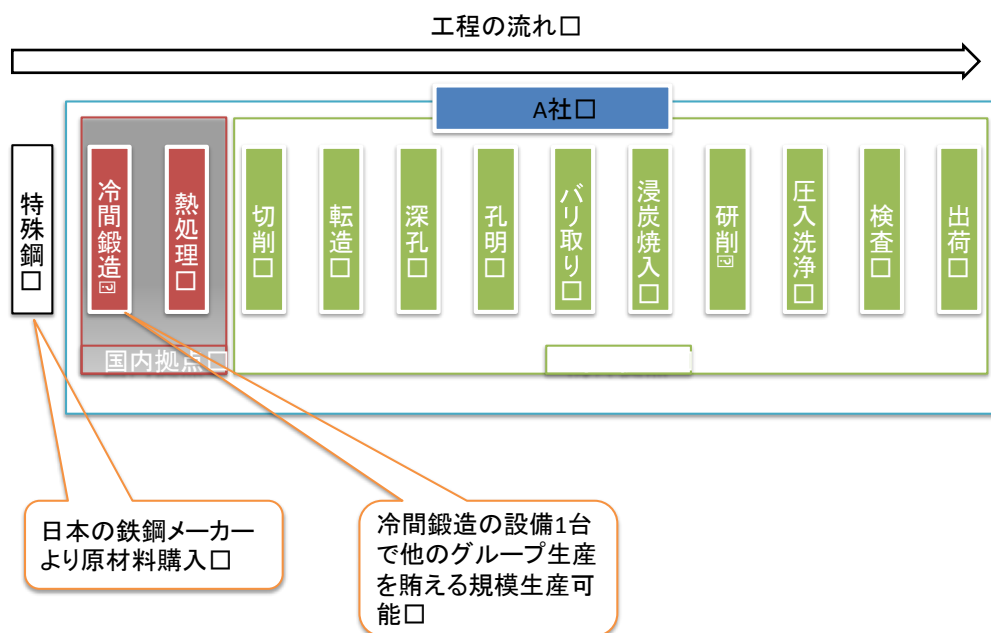 工程の流れ□
A社□
特殊鋼□
冷間鍛造
熱処理□
切削□
転造□
深孔□
孔明□
バリ取り□
浸炭焼入□
研削
圧入洗浄□
検査□
出荷□
国内拠点□
日本の鉄鋼メーカー
より原材料購入□
冷間鍛造の設備1台
で他のグループ生産
を賄える規模生産可
能□